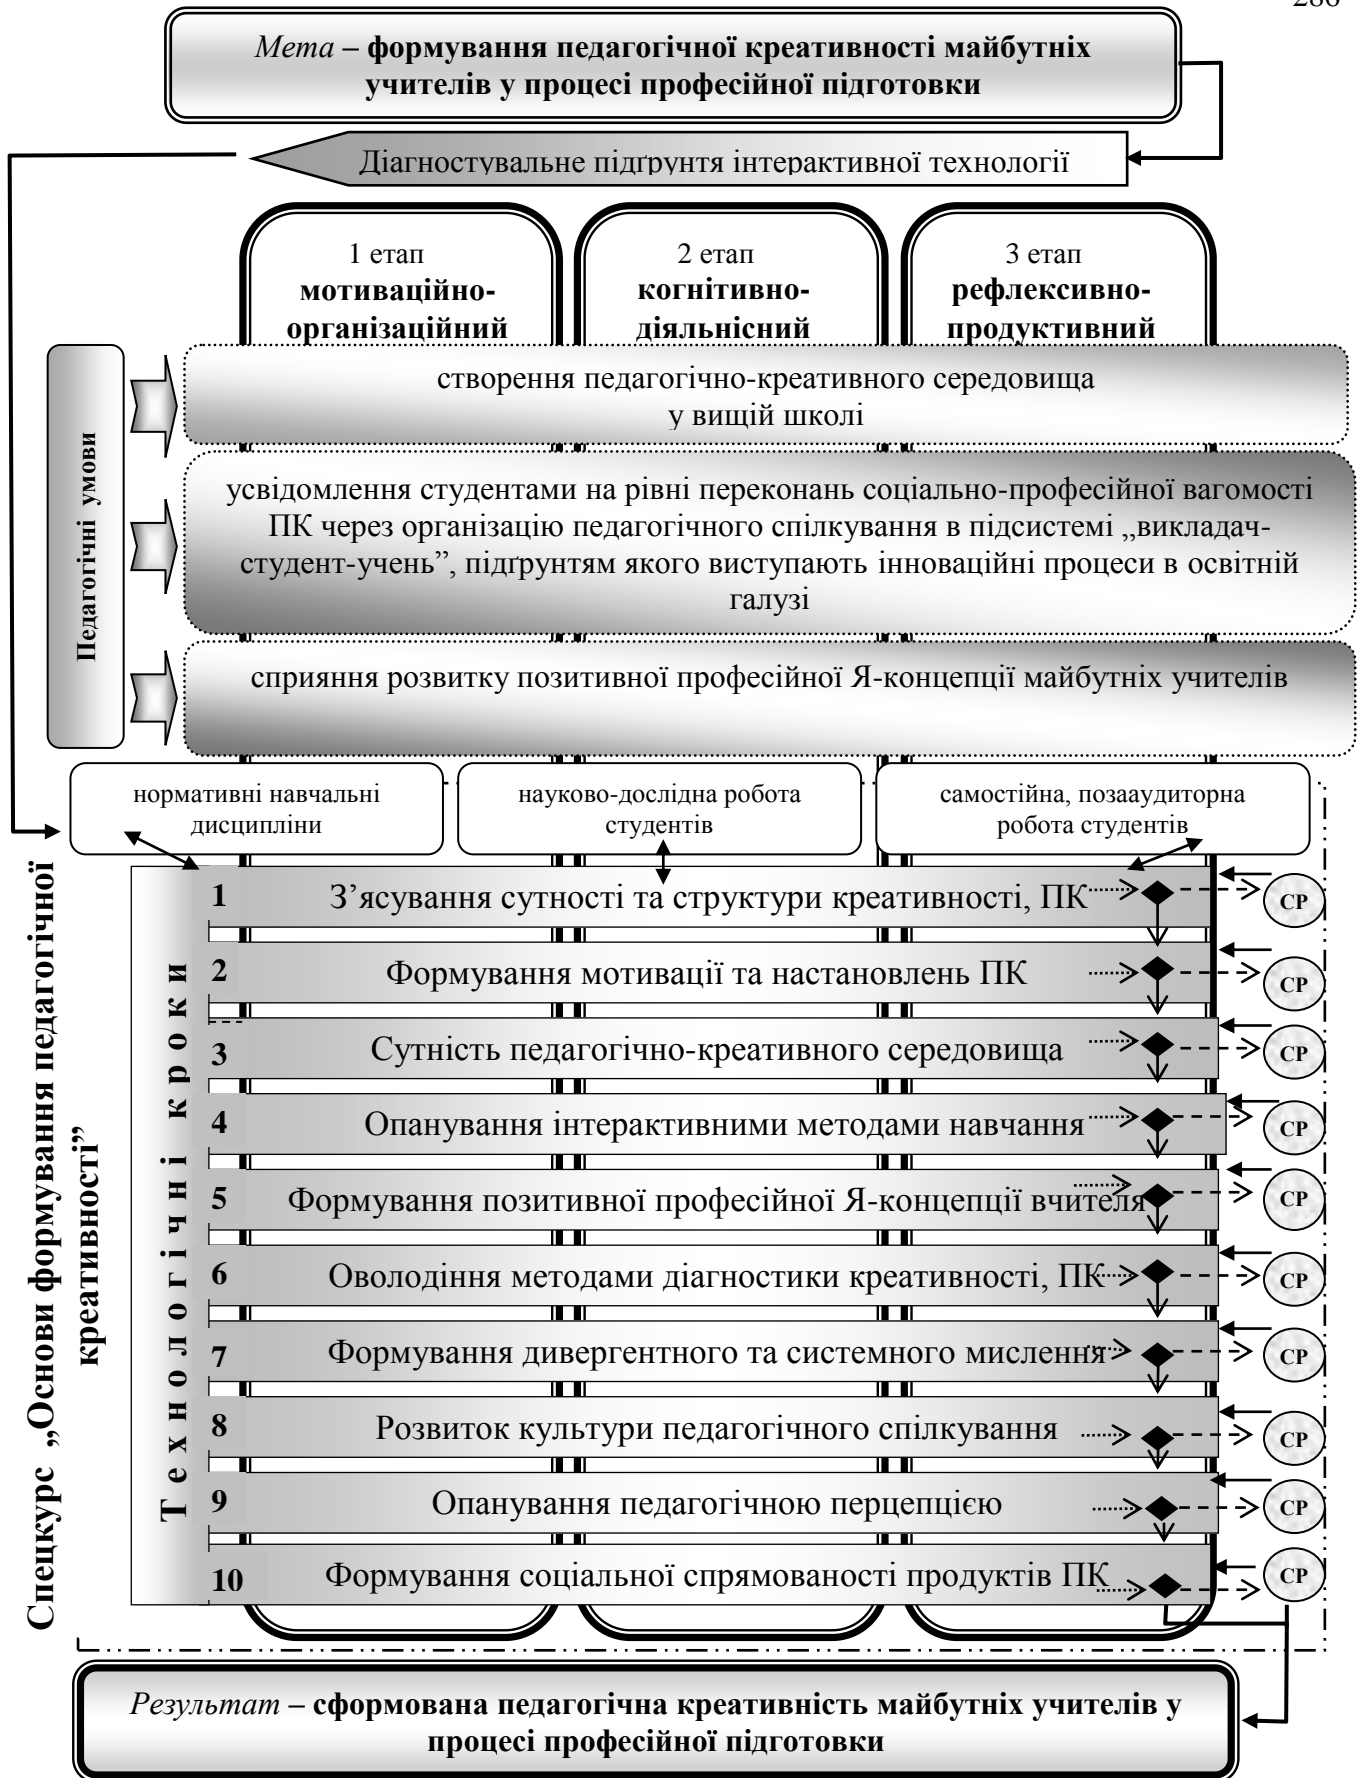 286
Мета – формування педагогічної креативності майбутніх
учителів у процесі професійної підготовки
Діагностувальне підґрунтя інтерактивної технології
1 етап
мотиваційно-
організаційний
2 етап
когнітивно-
діяльнісний
3 етап
рефлексивно-
продуктивний
Педагогічні умови
створення педагогічно-креативного середовища
у вищій школі
усвідомлення студентами на рівні переконань соціально-професійної вагомості
ПК через організацію педагогічного спілкування в підсистемі „викладач-
студент-учень”, підґрунтям якого виступають інноваційні процеси в освітній
галузі
сприяння розвитку позитивної професійної Я-концепції майбутніх учителів
нормативні навчальні
дисципліни
науково-дослідна робота
студентів
самостійна, позааудиторна
робота студентів
Спецкурс „Основи формування педагогічної
креативності”
Технологічні кроки
1 З’ясування сутності та структури креативності, ПК СР
2 Формування мотивації та настановлень ПК СР
3 Сутність педагогічно-креативного середовища СР
4 Опанування інтерактивними методами навчання СР
5 Формування позитивної професійної Я-концепції вчителя СР
6 Оволодіння методами діагностики креативності, ПК СР
7 Формування дивергентного та системного мислення СР
8 Розвиток культури педагогічного спілкування СР
9 Опанування педагогічною перцепцією СР
10 Формування соціальної спрямованості продуктів ПК СР
Результат – сформована педагогічна креативність майбутніх учителів у
процесі професійної підготовки